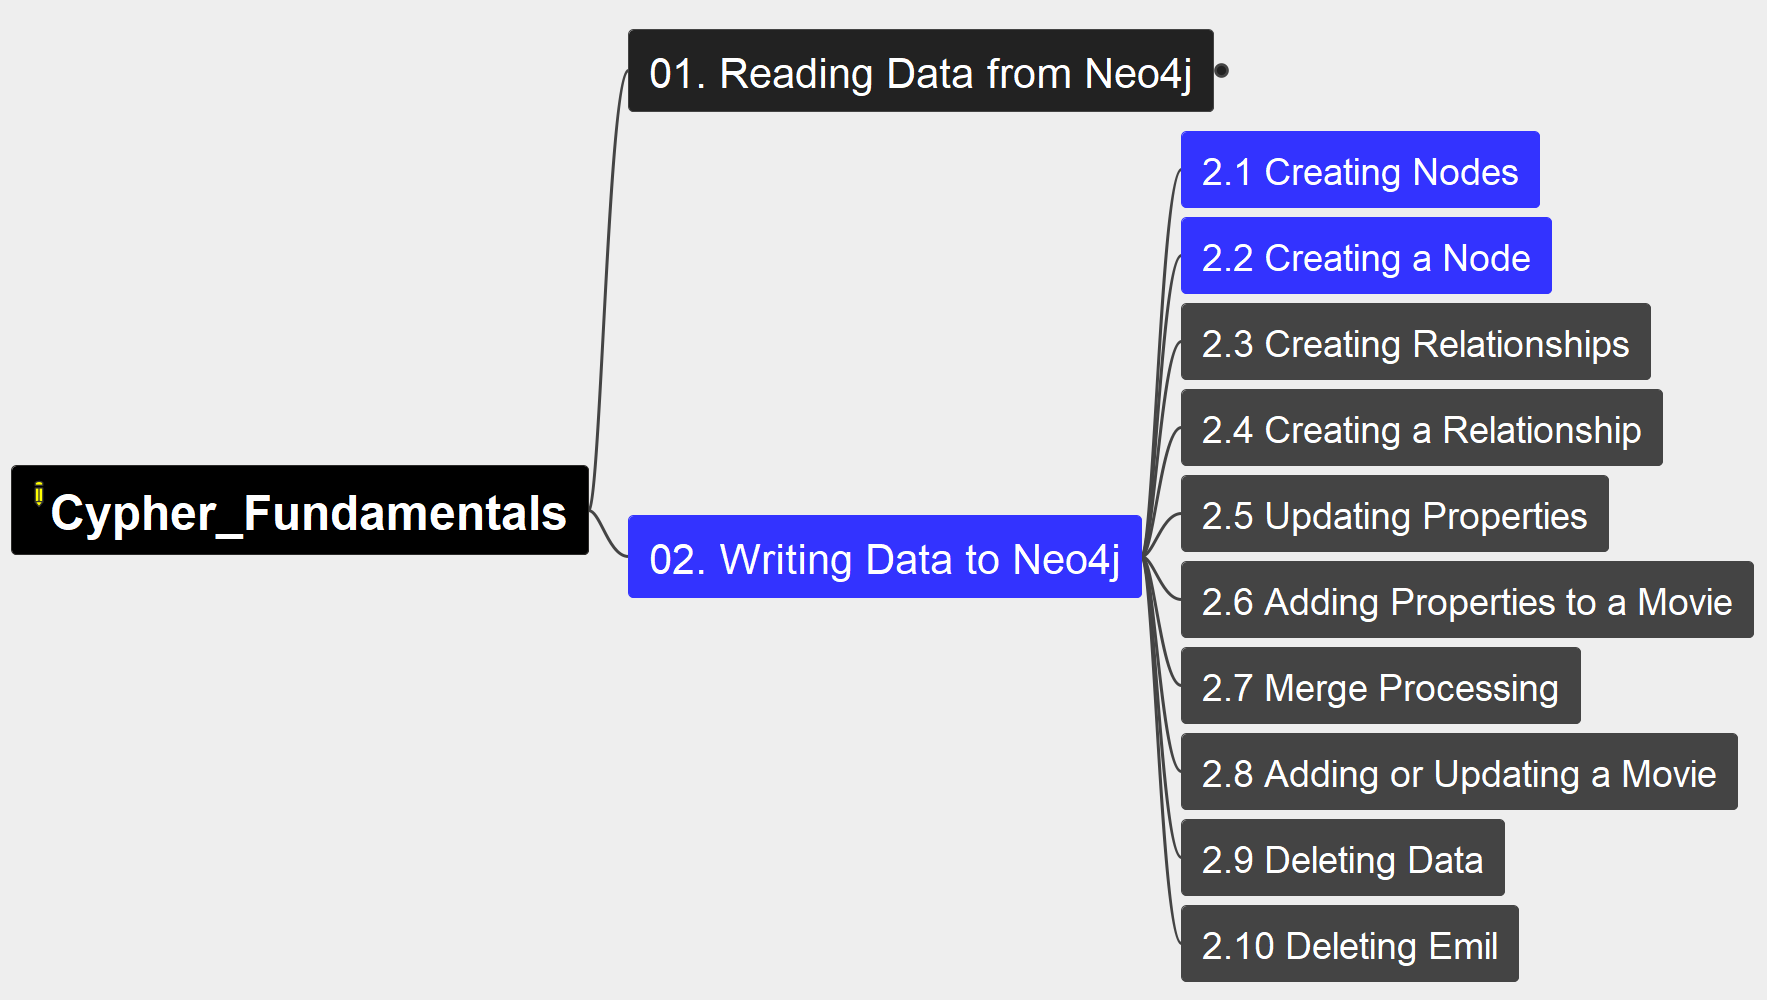 01. Reading Data from Neo4j
2.1 Creating Nodes
2.2 Creating a Node
2.3 Creating Relationships
2.4 Creating a Relationship
Cypher_Fundamentals
2.5 Updating Properties
02. Writing Data to Neo4j
2.6 Adding Properties to a Movie
2.7 Merge Processing
2.8 Adding or Updating a Movie
2.9 Deleting Data
2.10 Deleting Emil